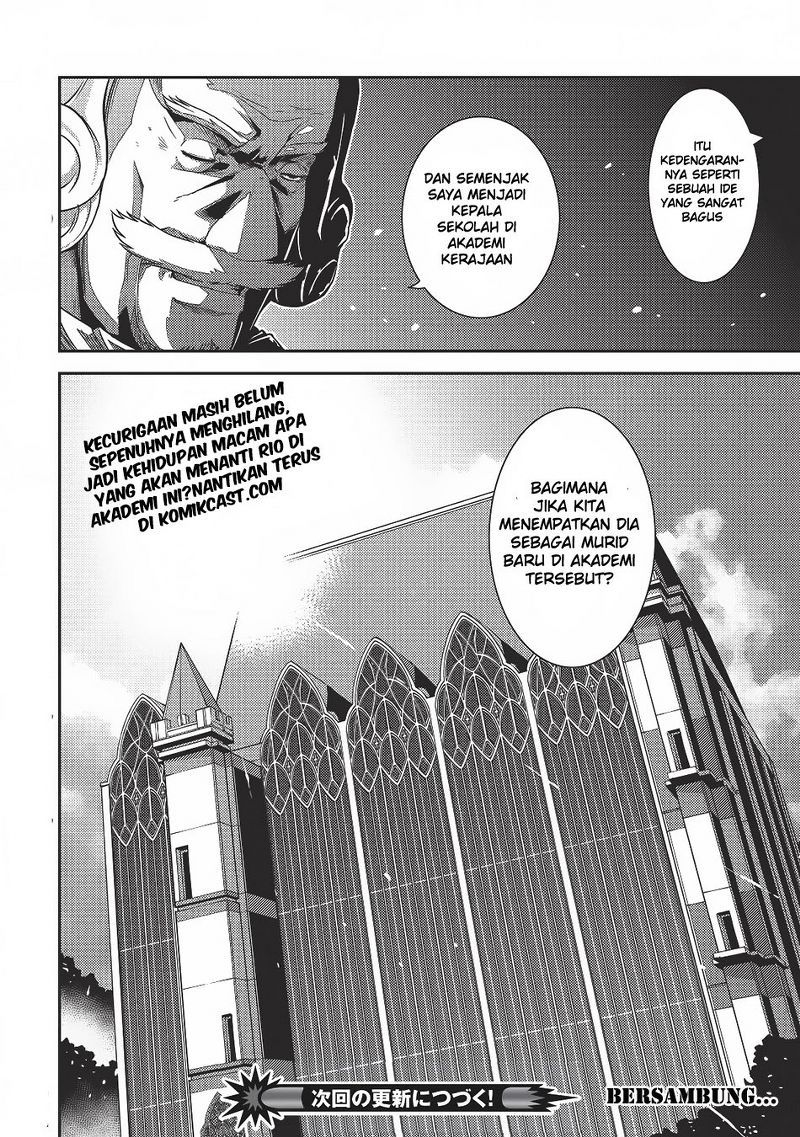 ITU
KEDENGARAN-
NYA SEPERTI
SEBUAH IDE
YANG SANGAT
BAGUS
DAN SEMENJAK
SAYA MENJADI
KEPALA
SEKOLAH DI
AKADEMI
KERAJAAN
KECURIGAAN MASIH BELUM
SEPENUHNYA MENGHILANG,
JADI KEHIDUPAN MACAM APA
YANG AKAN MENANTI RIO DI
AKADEMI INI?NANTIKAN TERUS
DI KOMIKCAST.COM
BAGIMANA
JIKA KITA
MENEMPATKAN DIA
SEBAGAI MURID
BARU DI AKADEMI
TERSEBUT?
次回の更新につづく!
BERSAMBUNG...